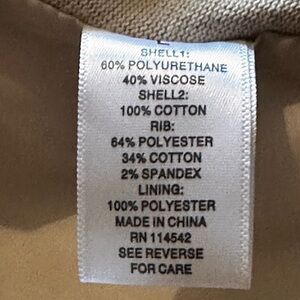 SHELL1:
60% POLYURETHANE
40% VISCOSE
SHELL2:
100% COTTON
RIB:
64% POLYESTER
34% COTTON
2% SPANDEX
LINING:
100% POLYESTER
MADE IN CHINA
RN 114542
SEE REVERSE
FOR CARE